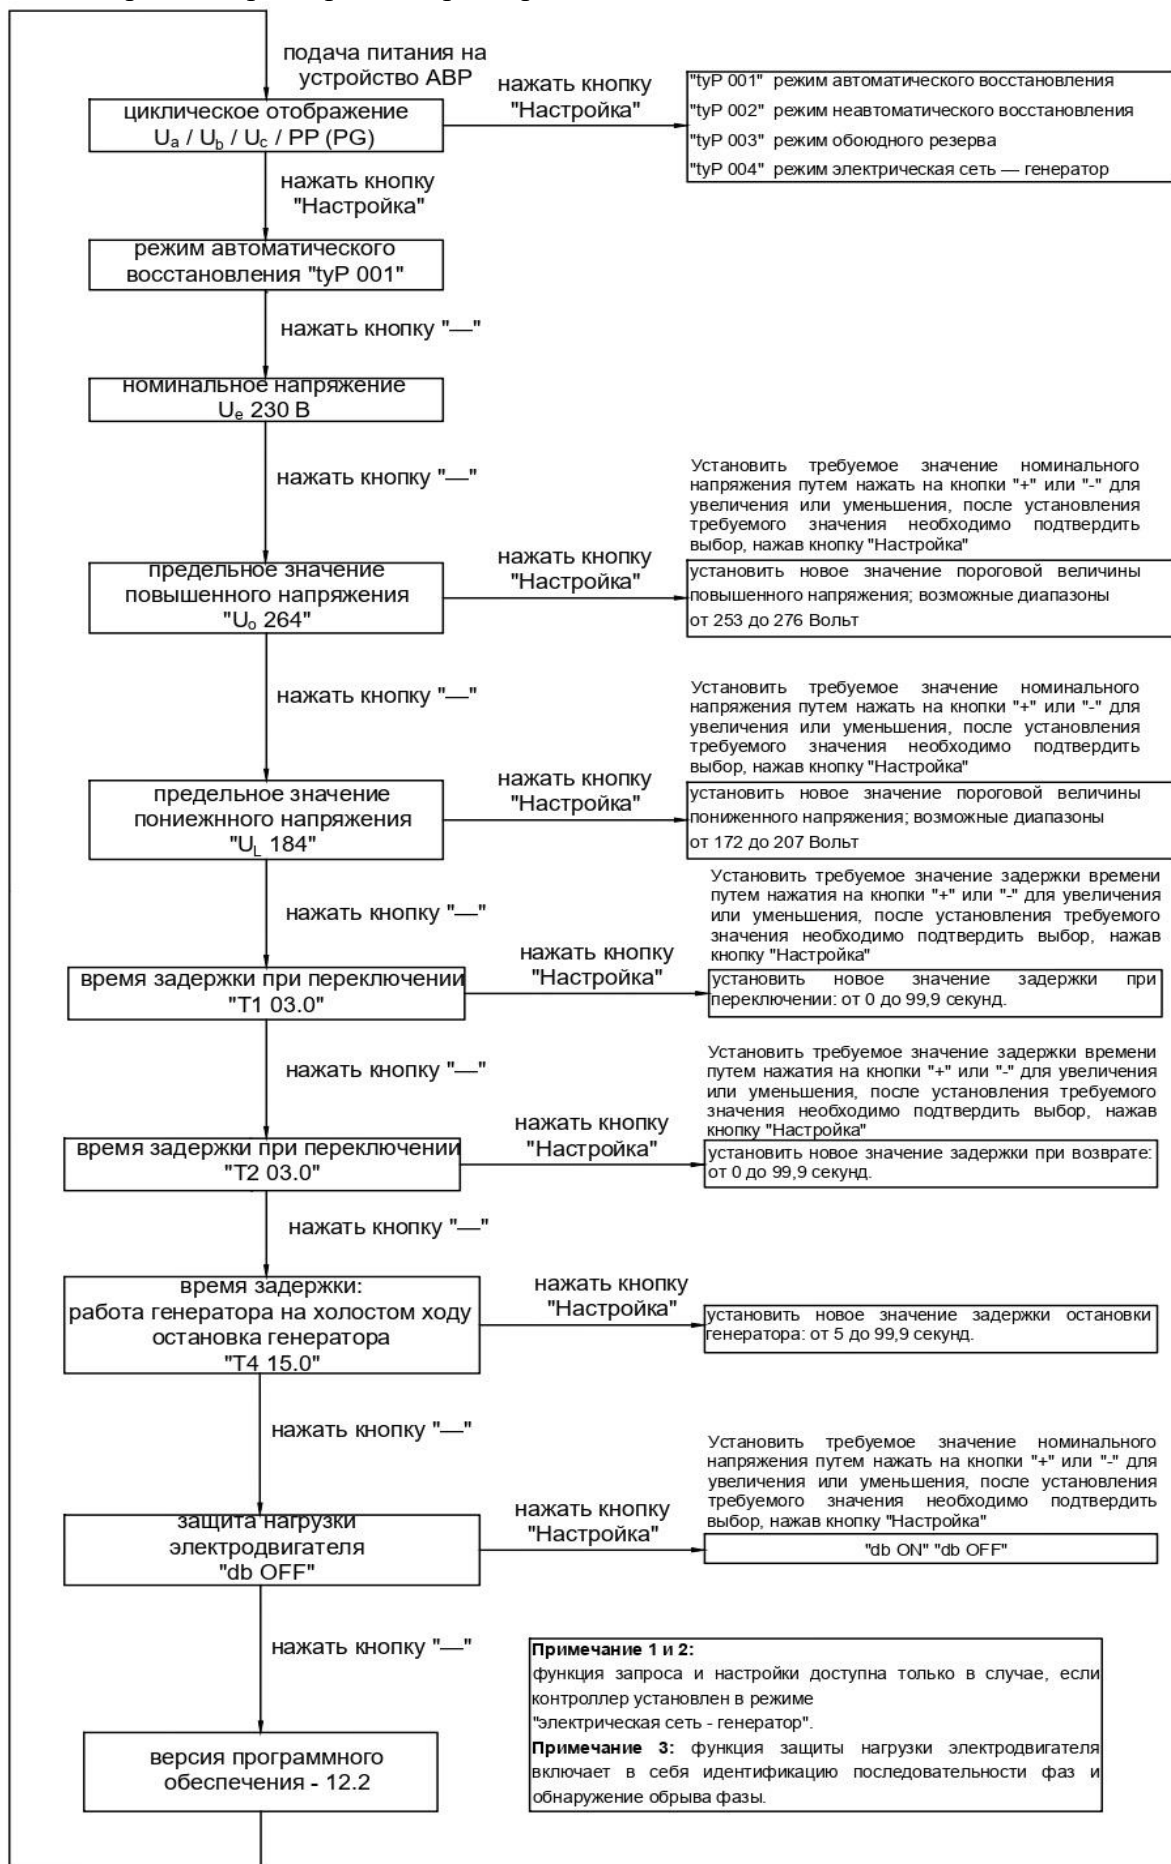 подача питания на
устройство АВР
циклическое отображение
Ua / Ub / Uc / PP (PG)
нажать кнопку
"Настройка"
"tyP 001" режим автоматического восстановления
"tyP 002" режим неавтоматического восстановления
"tyP 003" режим обоюдного резерва
"tyP 004" режим электрическая сеть — генератор
нажать кнопку
"Настройка"
режим автоматического
восстановления "tyP 001"
нажать кнопку "—"
номинальное напряжение
Ue 230 В
нажать кнопку "—"
Установить требуемое значение номинального
напряжения путем нажать на кнопки "+" или "-" для
увеличения или уменьшения, после установления
требуемого значения необходимо подтвердить
выбор, нажав кнопку "Настройка"
предельное значение
повышенного напряжения
"Uo 264"
нажать кнопку
"Настройка"
установить новое значение пороговой величины
повышенного напряжения; возможные диапазоны
от 253 до 276 Вольт
нажать кнопку "—"
Установить требуемое значение номинального
напряжения путем нажать на кнопки "+" или "-" для
увеличения или уменьшения, после установления
требуемого значения необходимо подтвердить
выбор, нажав кнопку "Настройка"
предельное значение
пониежнного напряжения
"UL 184"
нажать кнопку
"Настройка"
установить новое значение пороговой величины
пониженного напряжения; возможные диапазоны
от 172 до 207 Вольт
нажать кнопку "—"
Установить требуемое значение задержки времени
путем нажатия на кнопки "+" или "-" для увеличения
или уменьшения, после установления требуемого
значения необходимо подтвердить выбор, нажав
кнопку "Настройка"
время задержки при переключении
"T1 03.0"
нажать кнопку
"Настройка"
установить новое значение задержки при
переключении: от 0 до 99,9 секунд.
нажать кнопку "—"
Установить требуемое значение задержки времени
путем нажатия на кнопки "+" или "-" для увеличения
или уменьшения, после установления требуемого
значения необходимо подтвердить выбор, нажав
кнопку "Настройка"
время задержки при переключении
"T2 03.0"
нажать кнопку
"Настройка"
установить новое значение задержки при возврате:
от 0 до 99,9 секунд.
нажать кнопку "—"
время задержки:
работа генератора на холостом ходу
остановка генератора
"T4 15.0"
нажать кнопку
"Настройка"
установить новое значение задержки остановки
генератора: от 5 до 99,9 секунд.
нажать кнопку "—"
Установить требуемое значение номинального
напряжения путем нажать на кнопки "+" или "-" для
увеличения или уменьшения, после установления
требуемого значения необходимо подтвердить
выбор, нажав кнопку "Настройка"
защита нагрузки
электродвигателя
"db OFF"
нажать кнопку
"Настройка"
"db ON" "db OFF"
нажать кнопку "—"
версия программного
обеспечения - 12.2
Примечание 1 и 2:
функция запроса и настройки доступна только в случае, если
контроллер установлен в режиме
"электрическая сеть - генератор".
Примечание 3: функция защиты нагрузки электродвигателя
включает в себя идентификацию последовательности фаз и
обнаружение обрыва фазы.